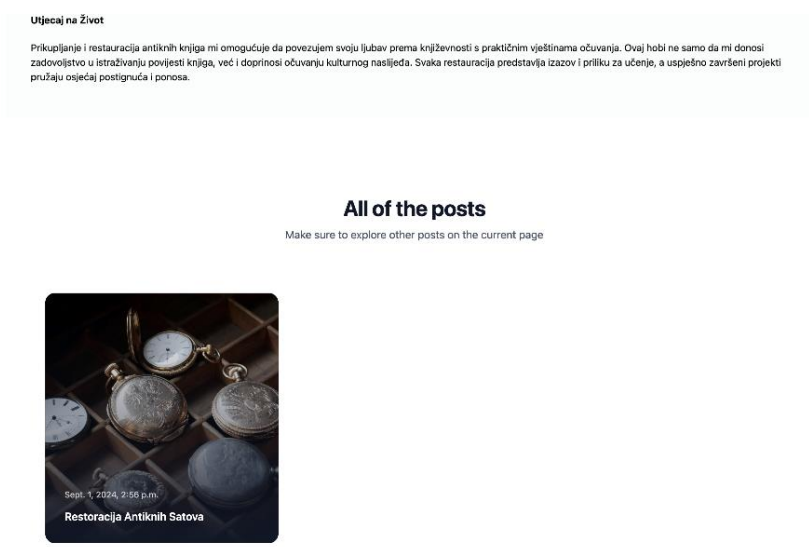 Utjecaj na Život
Prikupljanje i restauracija antiknih knjiga mi omogućuje da povezujem svoju ljubav prema književnosti s praktičnim vještinama očuvanja. Ovaj hobi ne samo da mi donosi
zadovoljstvo u istraživanju povijesti knjiga, već i doprinosi očuvanju kulturnog naslijeđa. Svaka restauracija predstavlja izazov i priliku za učenje, a uspješno završeni projekti
pružaju osjećaj postignuća i ponosa.
All of the posts
Make sure to explore other posts on the current page
Sept. 1, 2024, 2:56 p.m.
Restoracija Antiknih Satova